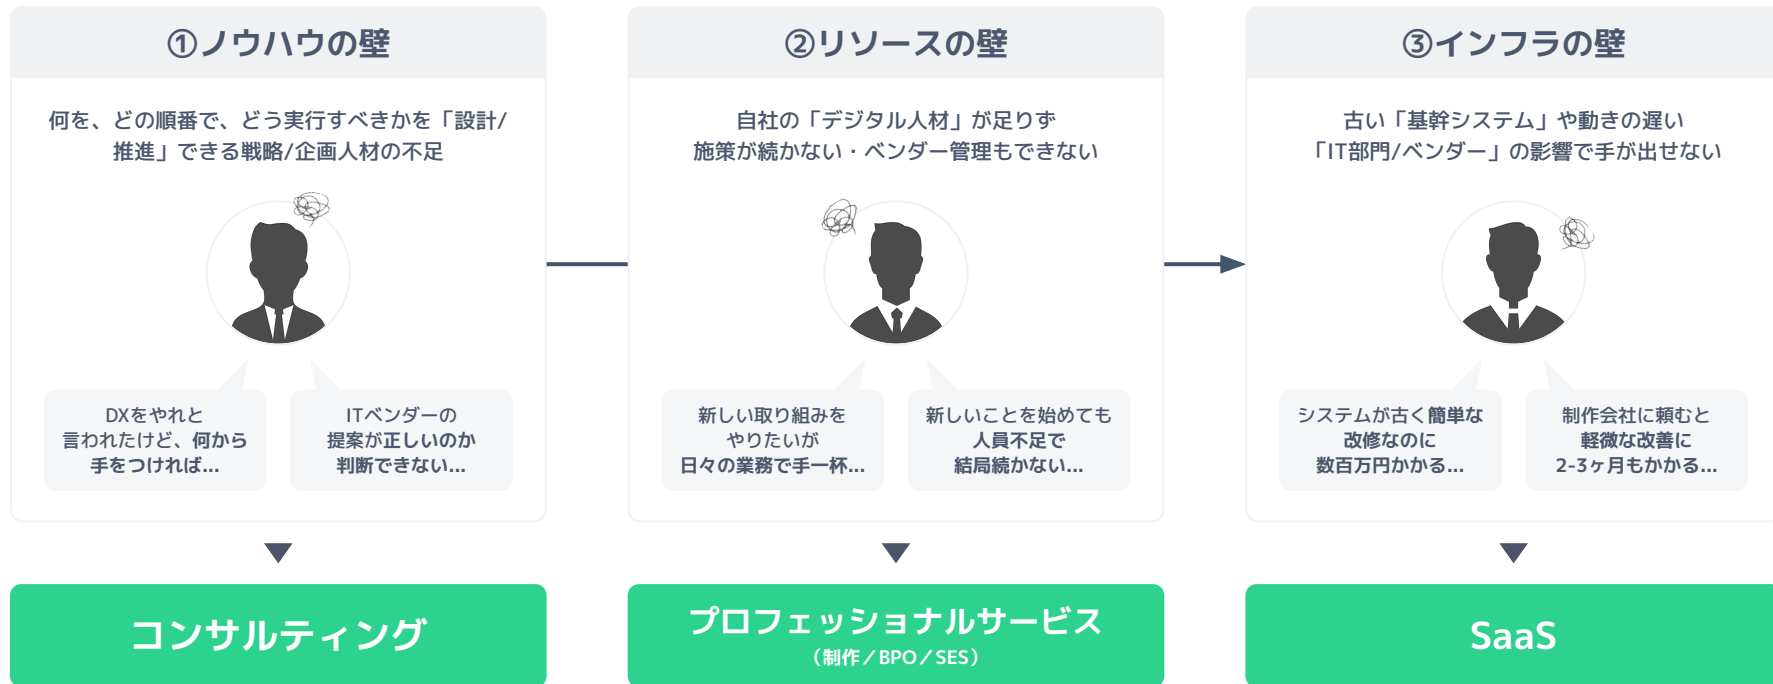 ①ノウハウの壁
何を、どの順番で、どう実行すべきかを「設計/
推進」できる戦略/企画人材の不足
DXをやれと
言われたけど、何から
手をつければ...
ITベンダーの
提案が正しいのか
判断できない...
コンサルティング
②リソースの壁
自社の「デジタル人材」が足りず
施策が続かない・ベンダー管理もできない
新しい取り組みを
やりたいが
日々の業務で手一杯...
新しいことを始めても
人員不足で
結局続かない...
プロフェッショナルサービス
（制作／BPO／SES）
③インフラの壁
古い「基幹システム」や動きの遅い
「IT部門/ベンダー」の影響で手が出せない
システムが古く簡単な
改修なのに
数百万円かかる...
制作会社に頼むと
軽微な改善に
2-3ヶ月もかかる...
SaaS